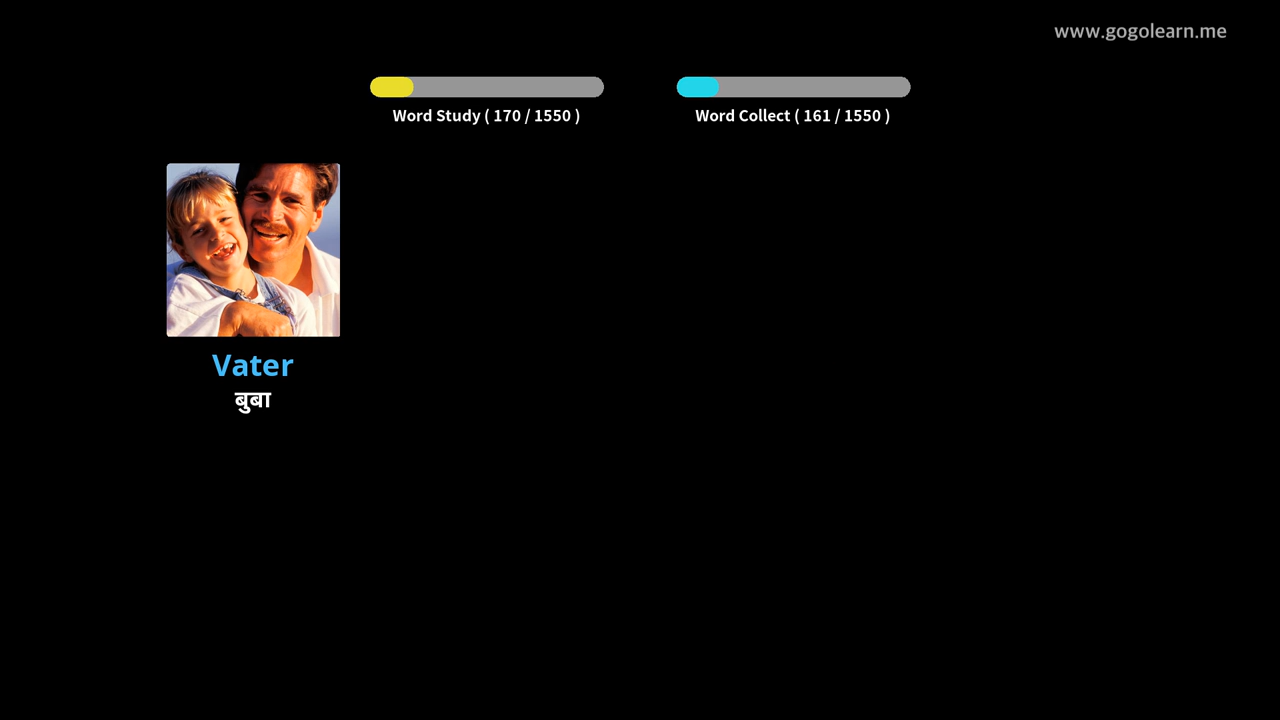 www.gogolearn.me
Word Study ( 170 / 1550 )
Word Collect ( 161 / 1550 )
Vater
बुबा